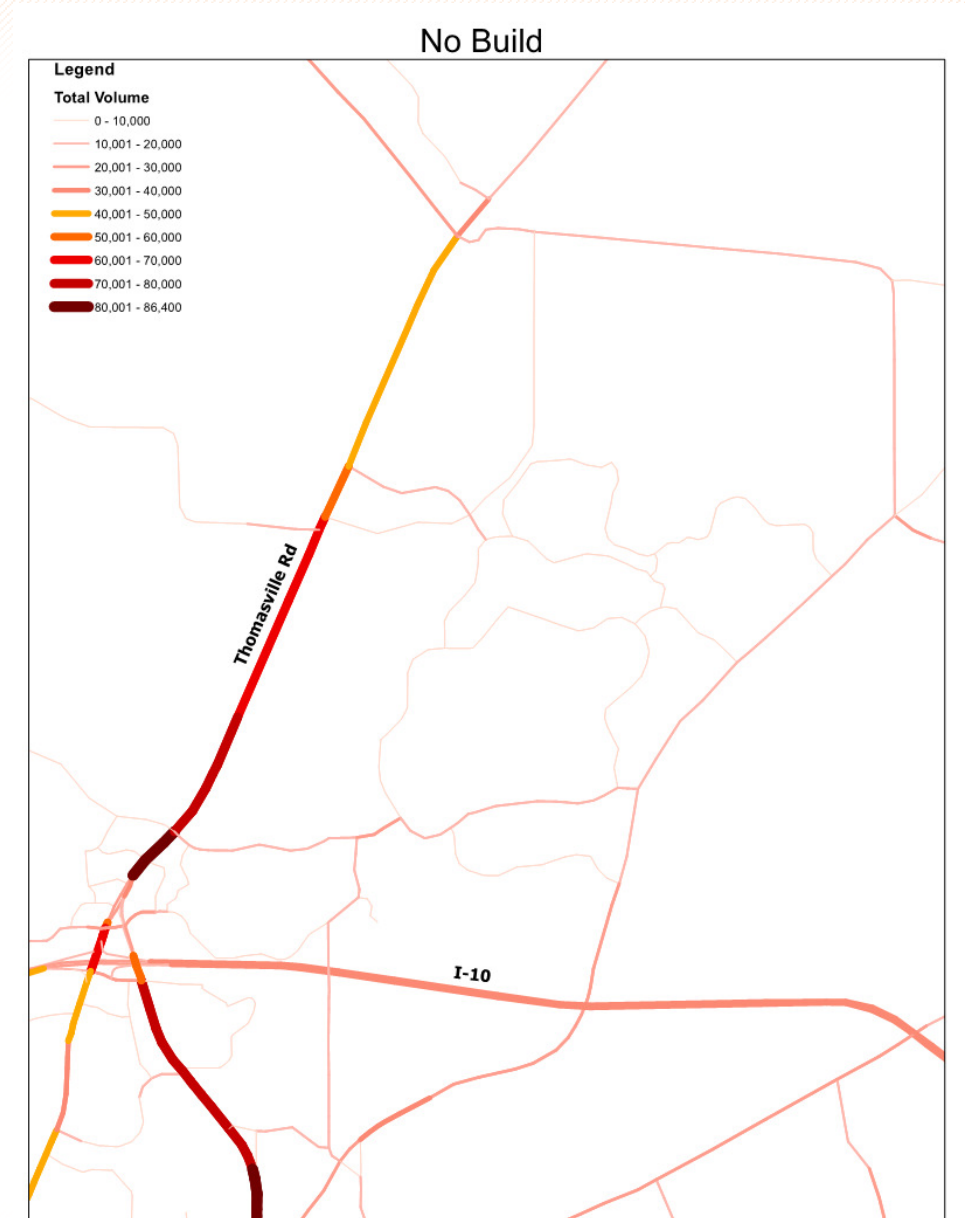 No Build
Legend
Total Volume
0 - 10,000
10,001 - 20,000
20,001 - 30,000
30,001 - 40,000
40,001 - 50,000
50,001 - 60,000
60,001 - 70,000
70,001 - 80,000
80,001 - 86,400
Thomasville Rd
I-10